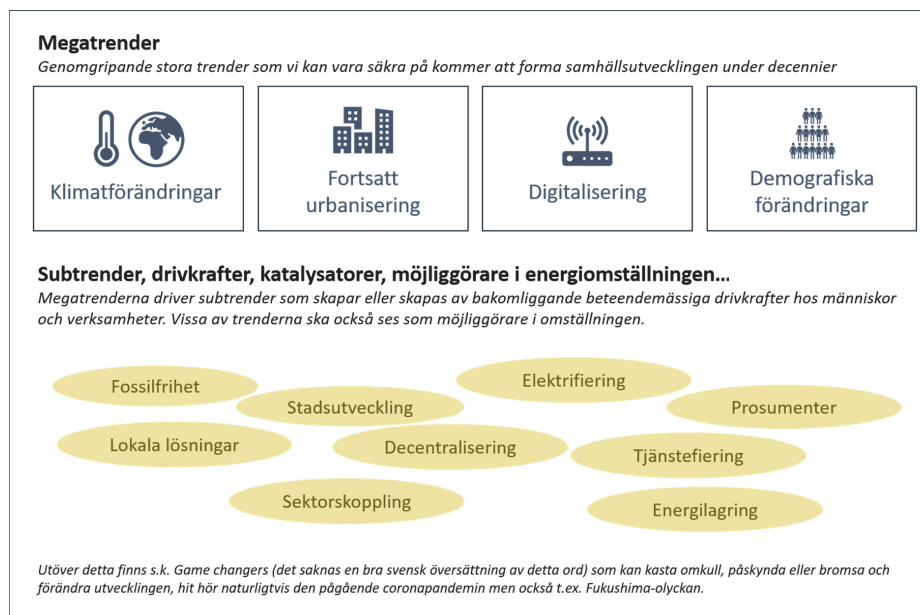 Megatrender
Genomgripande stora trender som vi kan vara säkra på kommer att forma samhällsutvecklingen under decennier
Klimatförändringar
Fortsatt
urbanisering
Digitalisering
Demografiska
förändringar
Subtrender, drivkrafter, katalysatorer, möjliggörare i energiomställningen...
Megatrenderna driver subtrender som skapar eller skapas av bakomliggande beteendemässiga drivkrafter hos människor
och verksamheter. Vissa av trenderna ska också ses som möjliggörare i omställningen.
Fossilfrihet
Elektrifiering
Stadsutveckling
Prosumenter
Lokala lösningar
Decentralisering
Tjänstefiering
Sektorskoppling
Energilagring
Utöver detta finns s.k. Game changers (det saknas en bra svensk översättning av detta ord) som kan kasta omkull, påskynda eller bromsa och
förändra utvecklingen, hit hör naturligtvis den pågående coronapandemin men också t.ex. Fukushima-olyckan.